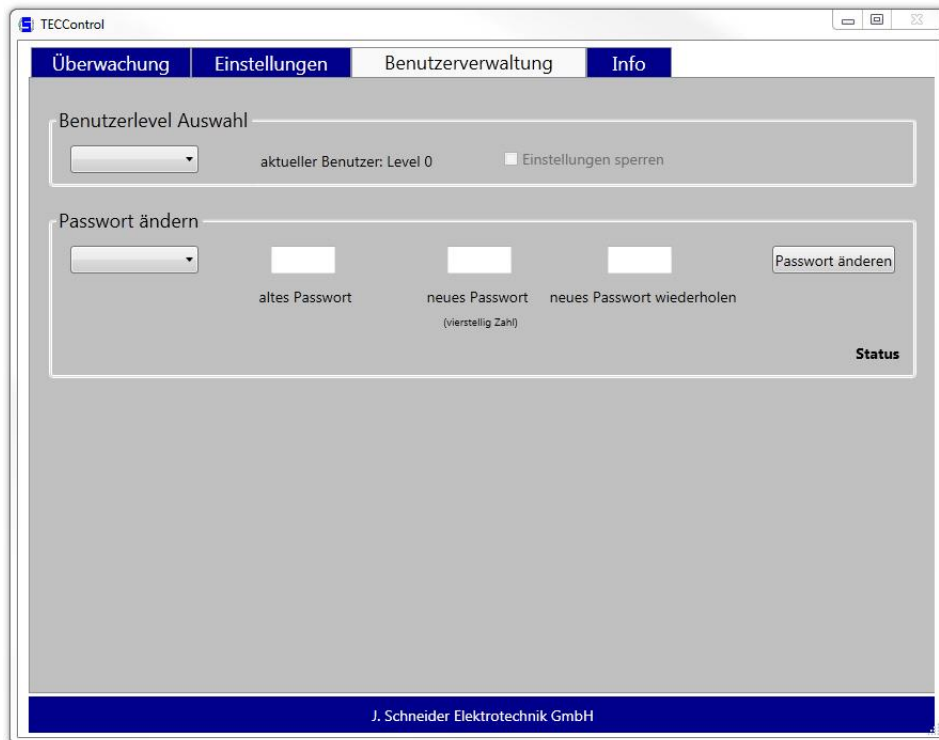 TECControl
Überwachung Einstellungen Benutzerverwaltung Info
Benutzerlevel Auswahl
aktueller Benutzer: Level 0 Einstellungen sperren
Passwort ändern
Passwort änderen
altes Passwort neues Passwort neues Passwort wiederholen
(vierstellig Zahl)
Status
J. Schneider Elektrotechnik GmbH